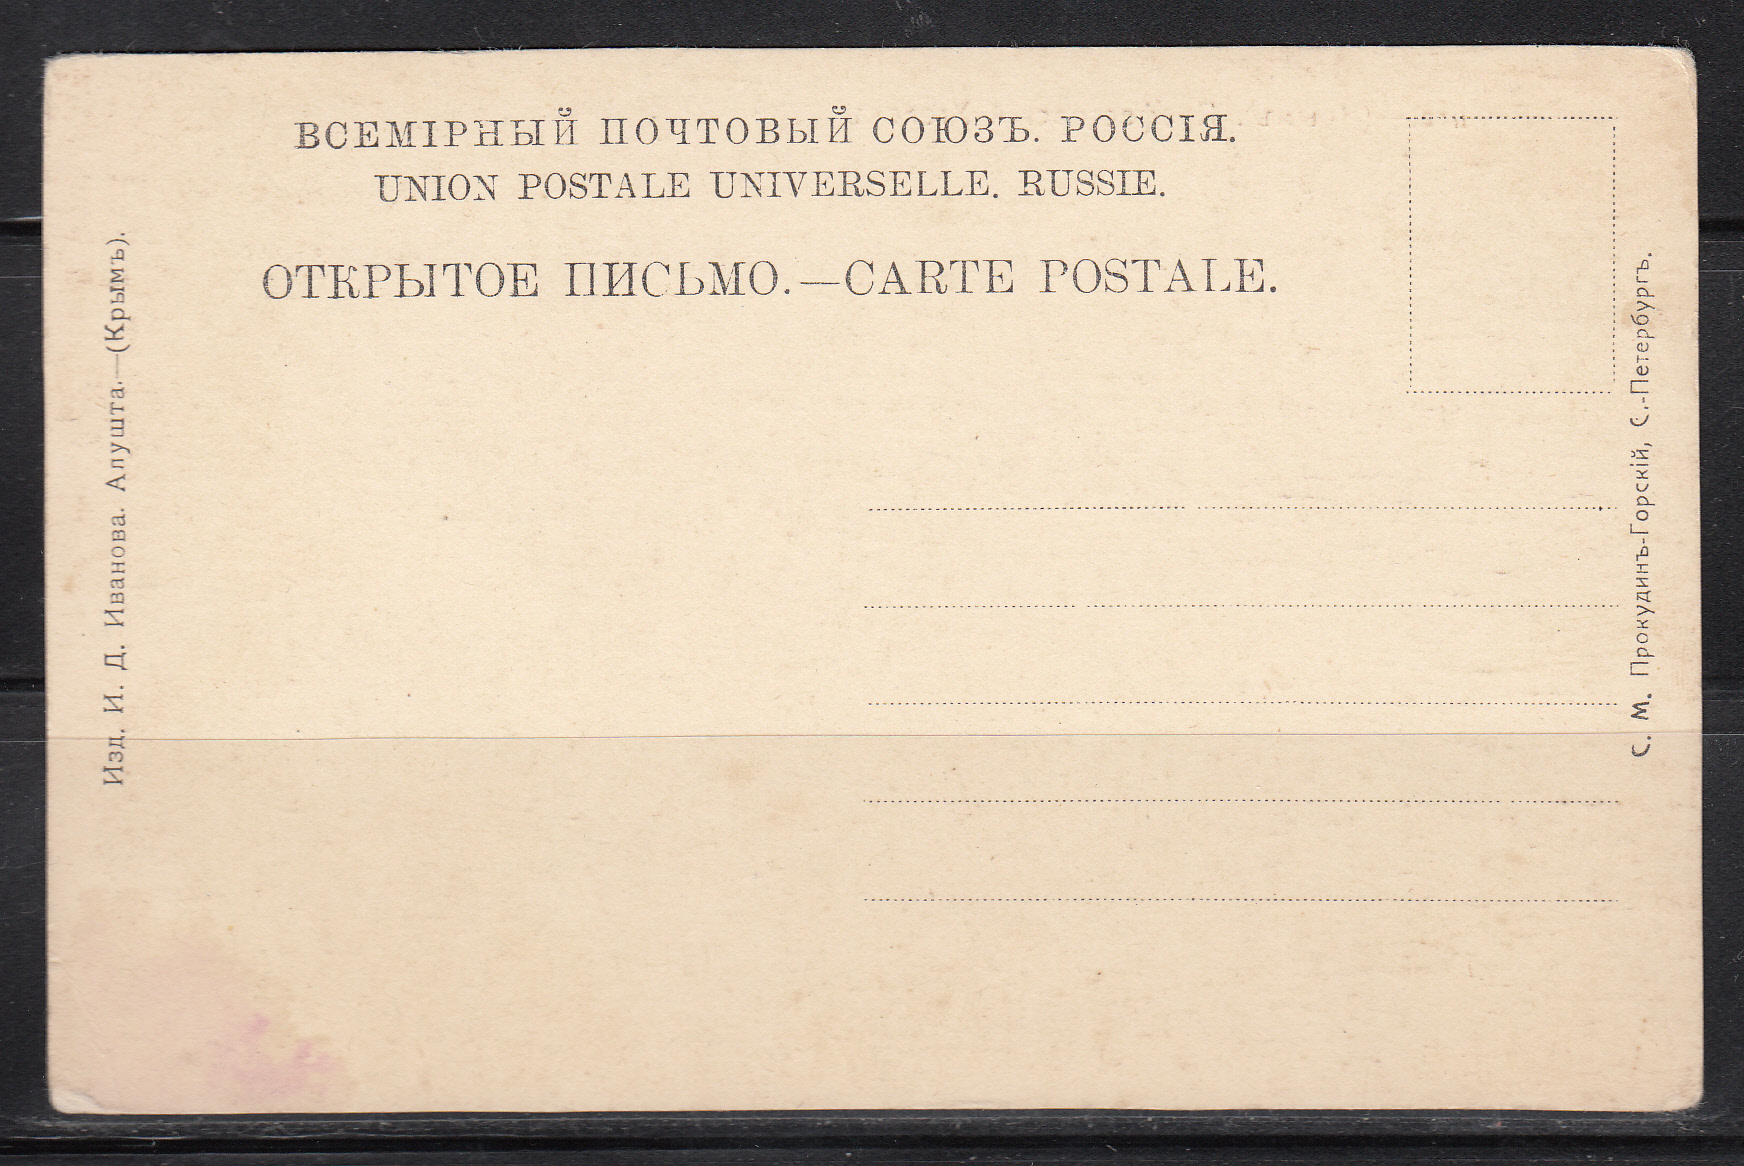 ВСЕМІРНЫЙ ПОЧТОВЫЙ СОЮЗЪ. РОССІЯ.
UNION POSTALE UNIVERSELLE. RUSSIE.
ОТКРЫТОЕ ПИСЬМО.—CARTE POSTALE.
Изд. И. Д. Иванова. Алушта.—(Крымъ).
С. М. Прокудинъ-Горскій, С.-Петербургъ.